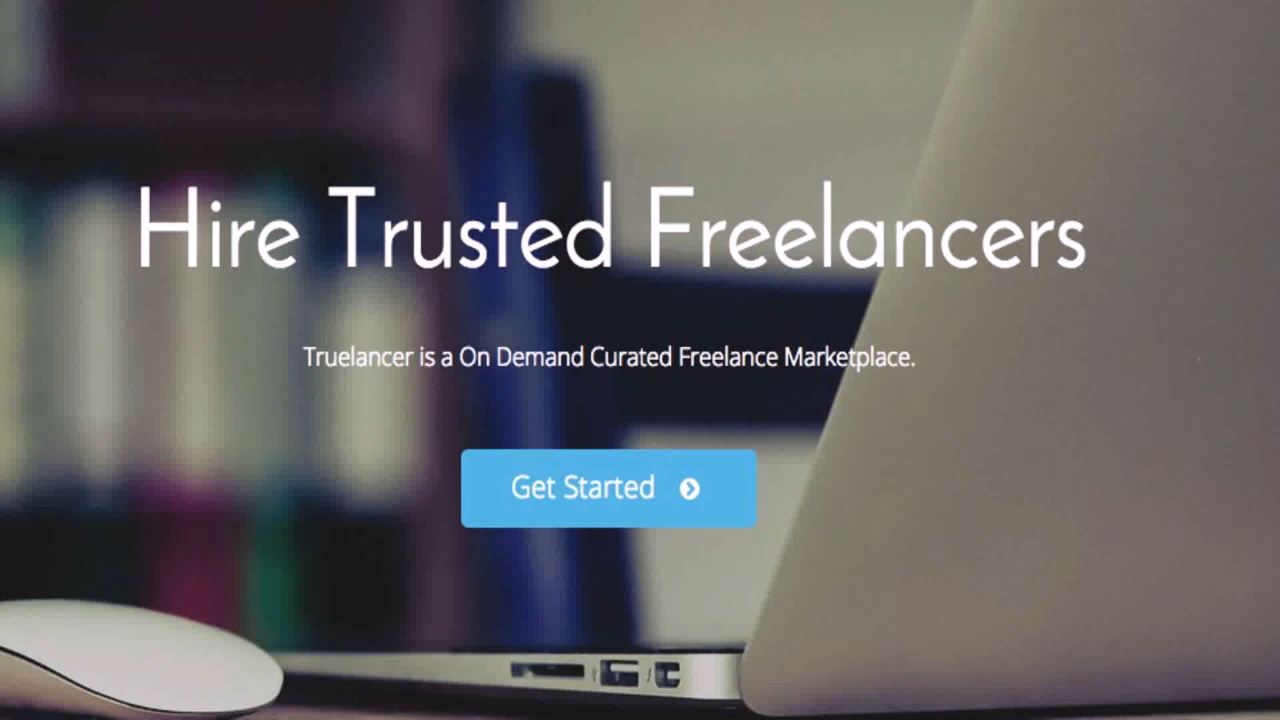 Hire Trusted Freelancers
Truelancer is a On Demand Curated Freelance Marketplace.
Get Started